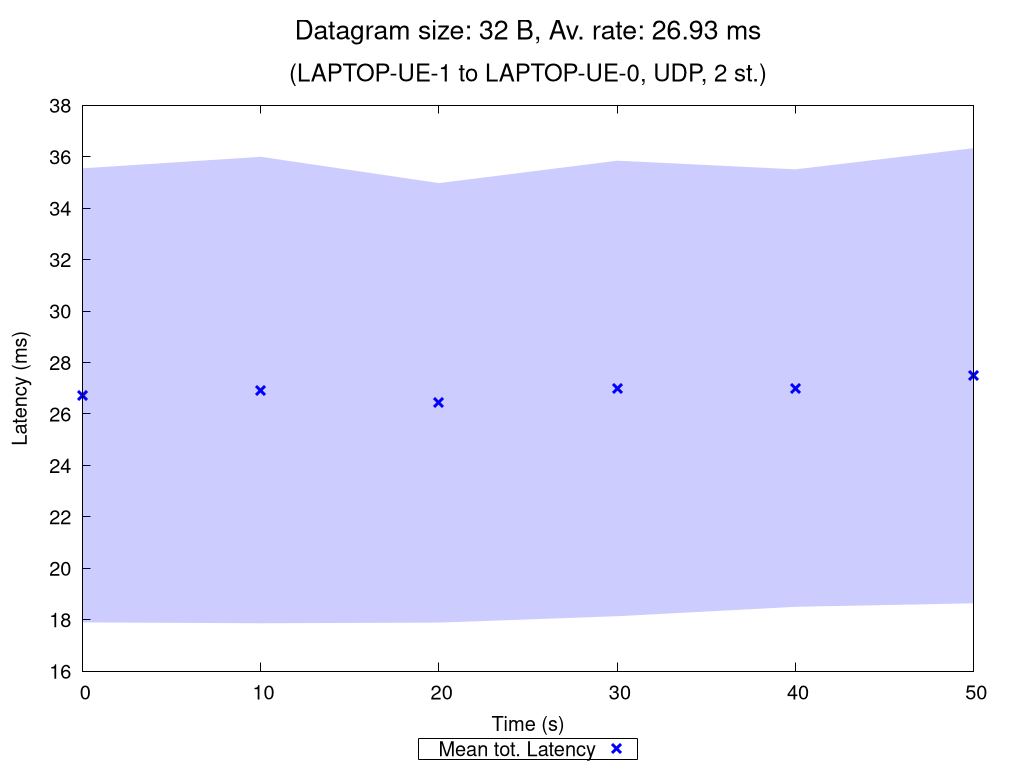 Datagram size: 32 B, Av. rate: 26.93 ms
(LAPTOP-UE-1 to LAPTOP-UE-0, UDP, 2 st.)
38
36
34
32
30
28
26
24
22
20
18
16
Latency (ms)
0 10 20 30 40 50
Time (s)
Mean tot. Latency